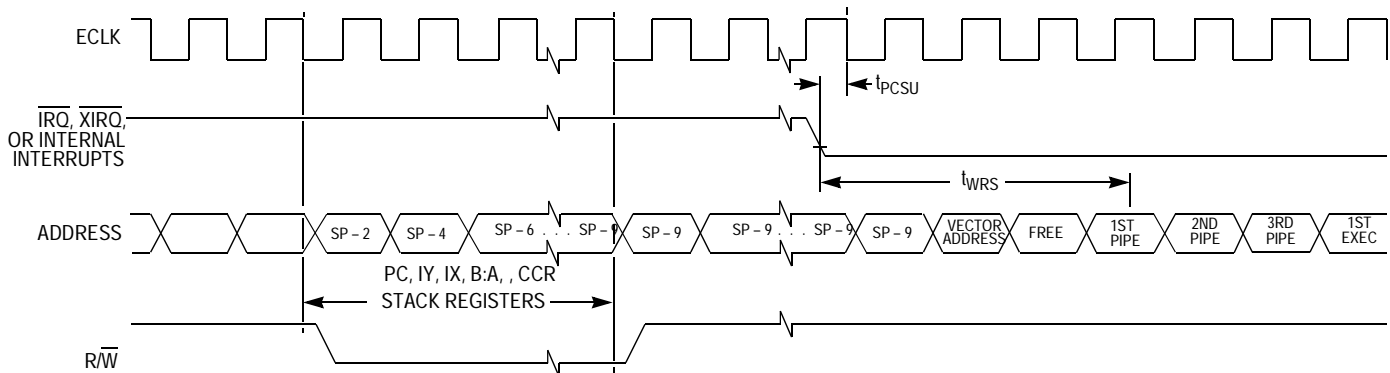 ECLK
tPCSU
IRQ, XIRQ,
OR INTERNAL
INTERRUPTS
tWRS
ADDRESS
SP – 2
SP – 4
SP – 6 . . . SP – 9
SP – 9
SP – 9 . . . SP – 9
SP – 9
VECTOR
ADDRESS
FREE
1ST
PIPE
2ND
PIPE
3RD
PIPE
1ST
EXEC
PC, IY, IX, B:A, , CCR
STACK REGISTERS
R/W